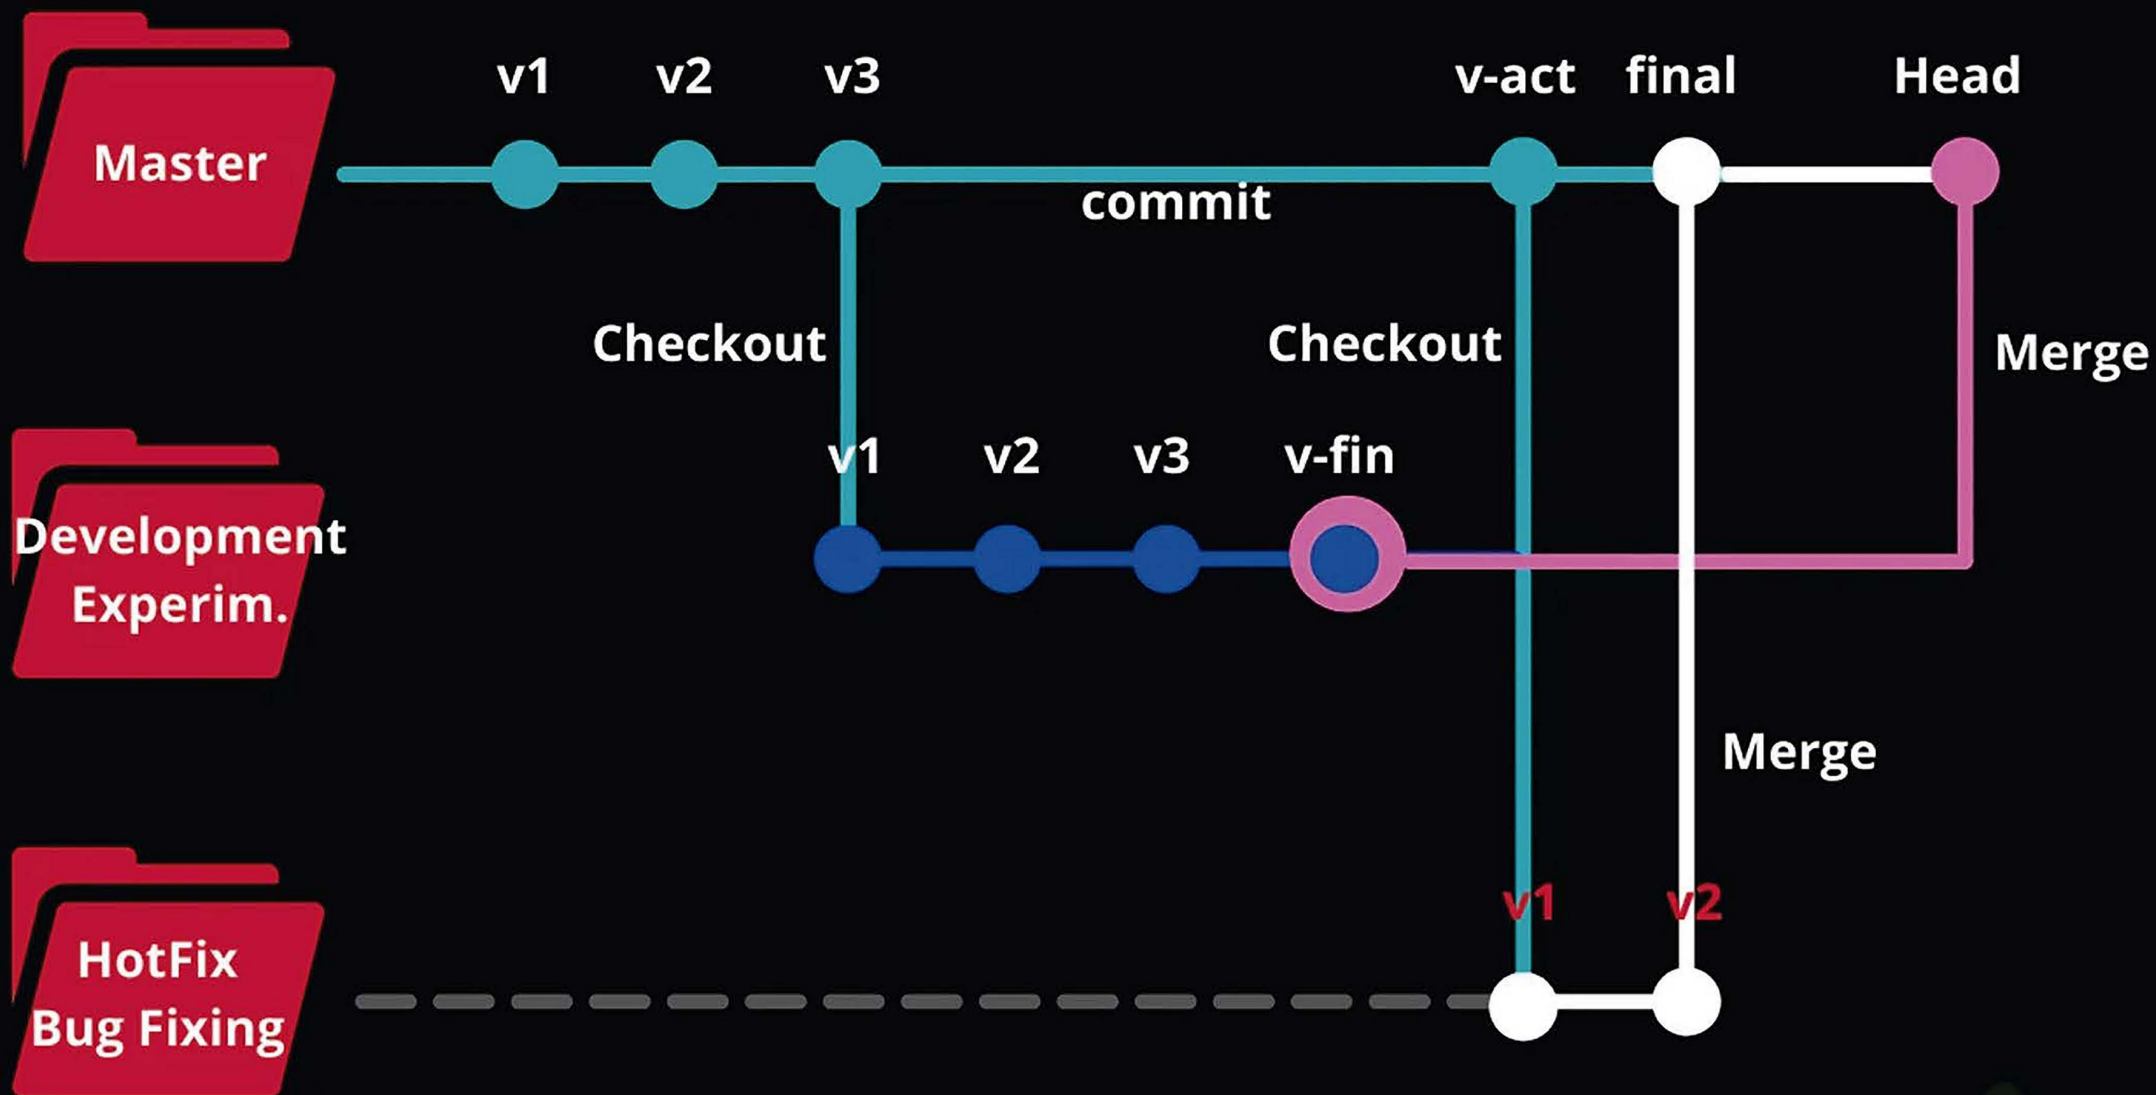 v1 v2 v3 v-act final Head
Master
commit
Checkout Checkout Merge
v1 v2 v3 v-fin
Development
Experim.
Merge
v1 v2
HotFix
Bug Fixing